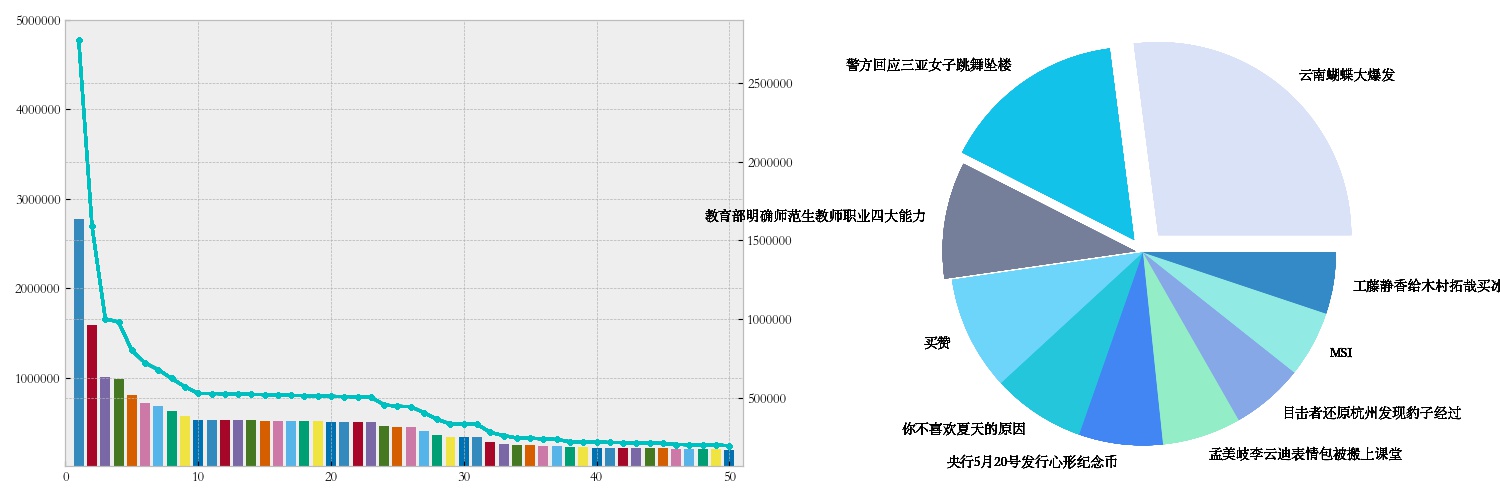 5000000
4000000
3000000
2000000
1000000
0
10
20
30
40
50
2500000
2000000
1500000
1000000
500000
云南蝴蝶大爆发
警方回应三亚女子跳舞坠楼
教育部明确师范生教师职业四大能力
买赞
你不喜欢夏天的原因
央行5月20号发行心形纪念币
孟美岐李云迪表情包被搬上课堂
目击者还原杭州发现豹子经过
MSI
工藤静香给木村拓哉买冰